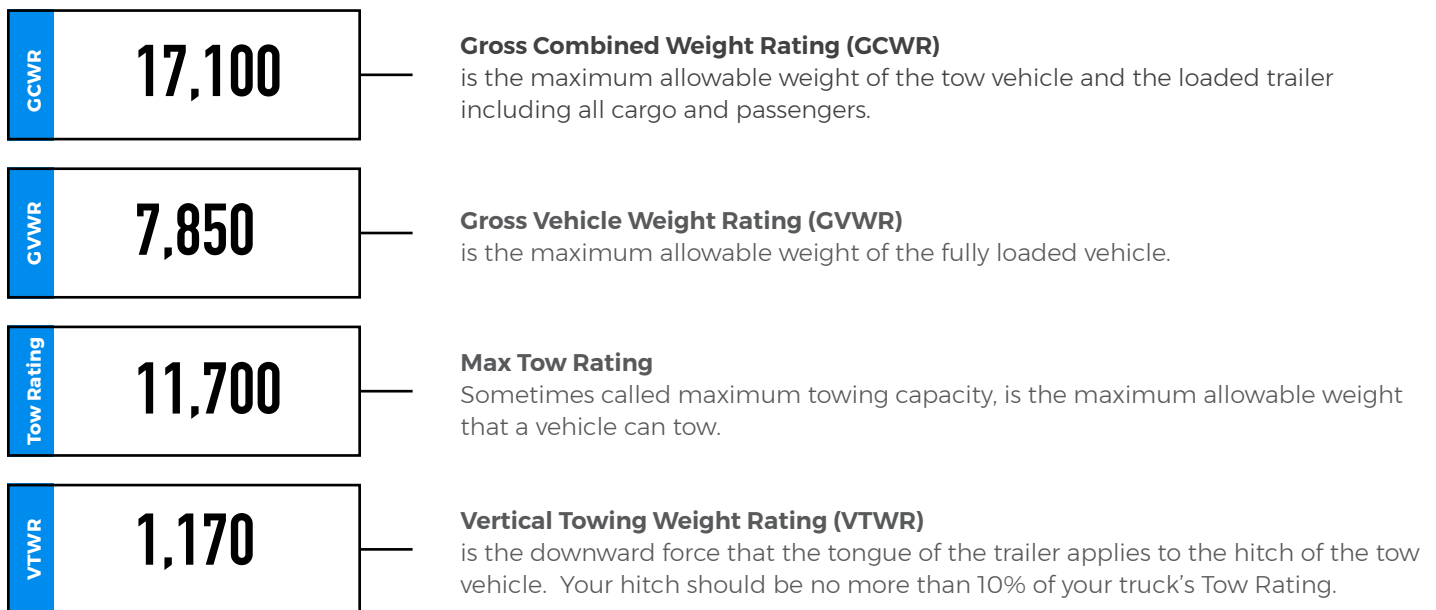 GCWR
17,100
Gross Combined Weight Rating (GCWR)
is the maximum allowable weight of the tow vehicle and the loaded trailer
including all cargo and passengers.
GVWR
7,850
Gross Vehicle Weight Rating (GVWR)
is the maximum allowable weight of the fully loaded vehicle.
Tow Rating
11,700
Max Tow Rating
Sometimes called maximum towing capacity, is the maximum allowable weight
that a vehicle can tow.
VTWR
1,170
Vertical Towing Weight Rating (VTWR)
is the downward force that the tongue of the trailer applies to the hitch of the tow
vehicle.  Your hitch should be no more than 10% of your truck’s Tow Rating.